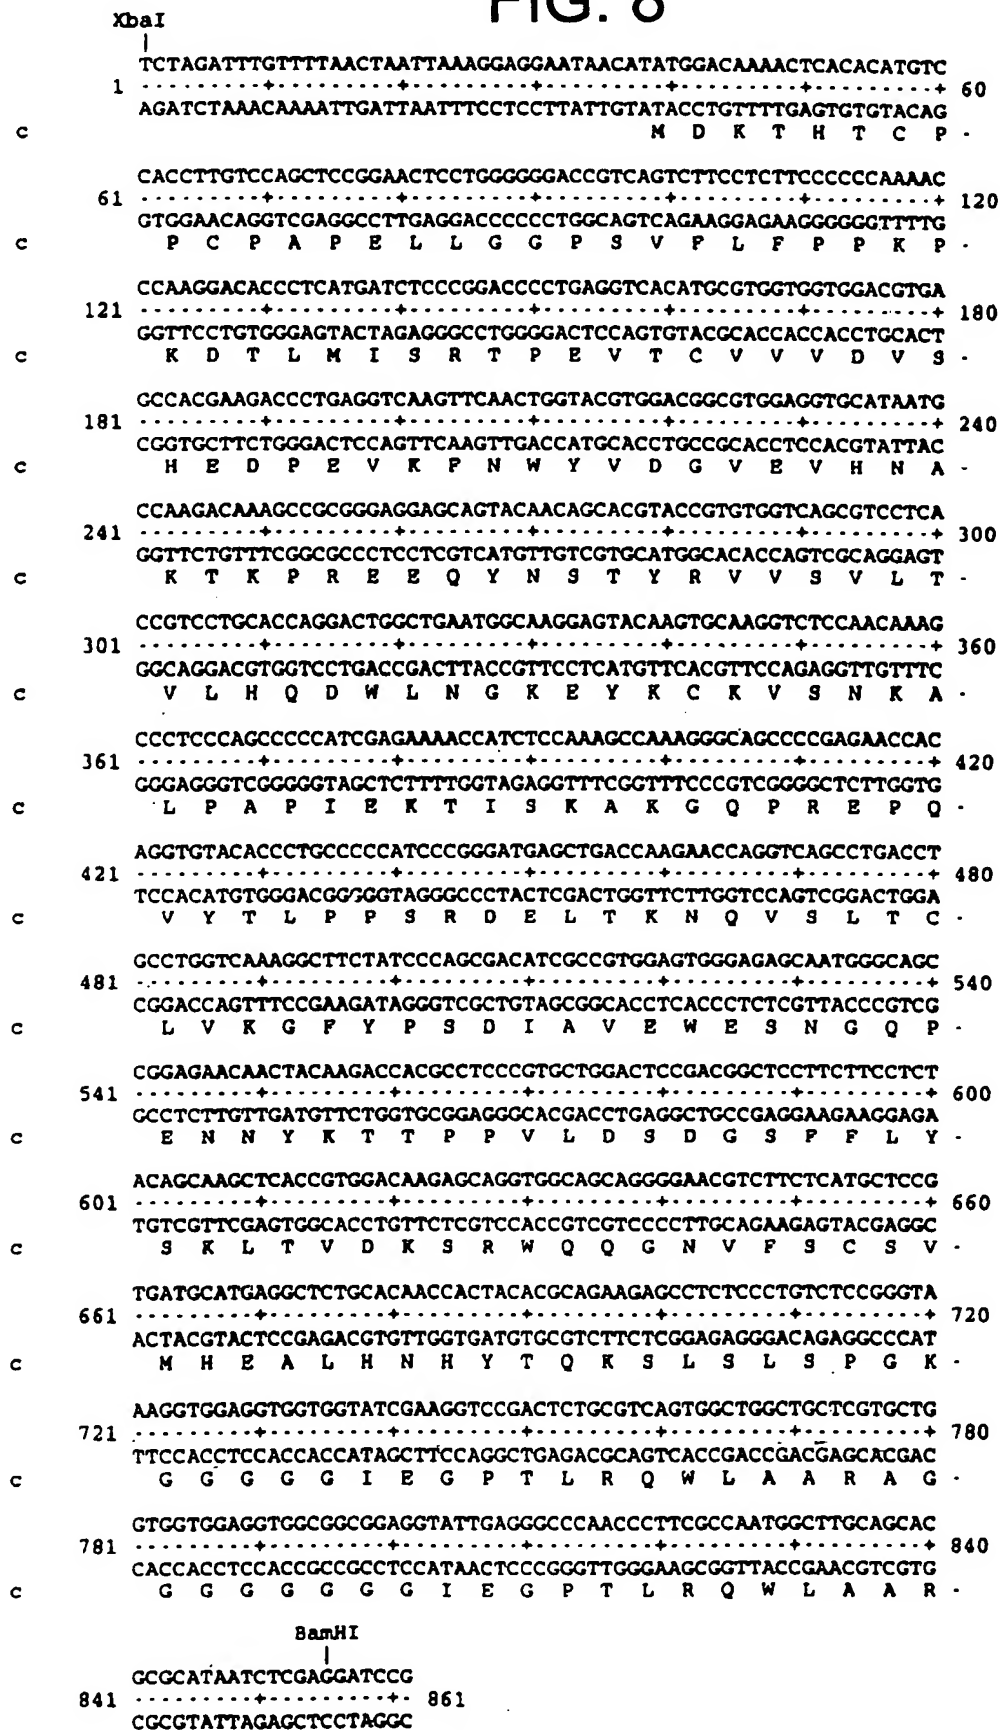 FIG. 8
XbaI
TCTAGATTTGTTTTAACTAATTAAAGGAGGAATAACATATGGACAAAACTCACACATGTC
1 .........+.........+.........+.........+.........+.........+ 60
AGATCTAAACAAAATTGATTAATTTCCTCCTTATTGTATACCTGTTTTGAGTGTGTACAG
c M D K T H T C P -
CACCTTGTCCAGCTCCGGAACTCCTGGGGGGACCGTCAGTCTTCCTCTTCCCCCCAAAAC
61 .........+.........+.........+.........+.........+.........+ 120
GTGGAACAGGTCGAGGCCTTGAGGACCCCCCTGGCAGTCAGAAGGAGAAGGGGGGTTTTG
c P C P A P E L L G G P S V F L F P P K P -
CCAAGGACACCCTCATGATCTCCCGGACCCCTGAGGTCACATGCGTGGTGGTGGACGTGA
121 .........+.........+.........+.........+.........+.........+ 180
GGTTCCTGTGGGAGTACTAGAGGGCCTGGGGACTCCAGTGTACGCACCACCACCTGCACT
c K D T L M I S R T P E V T C V V V D V S -
GCCACGAAGACCCTGAGGTCAAGTTCAACTGGTACGTGGACGGCGTGGAGGTGCATAATG
181 .........+.........+.........+.........+.........+.........+ 240
CGGTGCTTCTGGGACTCCAGTTCAAGTTGACCATGCACCTGCCGCACCTCCACGTATTAC
c H E D P E V K F N W Y V D G V E V H N A -
CCAAGACAAAGCCGCGGGAGGAGCAGTACAACAGCACGTACCGTGTGGTCAGCGTCCTCA
241 .........+.........+.........+.........+.........+.........+ 300
GGTTCTGTTTCGGCGCCCTCCTCGTCATGTTGTCGTGCATGGCACACCAGTCGCAGGAGT
c K T K P R E E Q Y N S T Y R V V S V L T -
CCGTCCTGCACCAGGACTGGCTGAATGGCAAGGAGTACAAGTGCAAGGTCTCCAACAAAG
301 .........+.........+.........+.........+.........+.........+ 360
GGCAGGACGTGGTCCTGACCGACTTACCGTTCCTCATGTTCACGTTCCAGAGGTTGTTTC
c V L H Q D W L N G K E Y K C K V S N K A -
CCCTCCCAGCCCCCATCGAGAAAACCATCTCCAAAGCCAAAGGGCAGCCCCGAGAACCAC
361 .........+.........+.........+.........+.........+.........+ 420
GGGAGGGTCGGGGGTAGCTCTTTTGGTAGAGGTTTCGGTTTCCCGTCGGGGCTCTTGGTG
c L P A P I E K T I S K A K G Q P R E P Q -
AGGTGTACACCCTGCCCCCATCCCGGGATGAGCTGACCAAGAACCAGGTCAGCCTGACCT
421 .........+.........+.........+.........+.........+.........+ 480
TCCACATGTGGGACGGGGGTAGGGCCCTACTCGACTGGTTCTTGGTCCAGTCGGACTGGA
c V Y T L P P S R D E L T K N Q V S L T C -
GCCTGGTCAAAGGCTTCTATCCCAGCGACATCGCCGTGGAGTGGGAGAGCAATGGGCAGC
481 .........+.........+.........+.........+.........+.........+ 540
CGGACCAGTTTCCGAAGATAGGGTCGCTGTAGCGGCACCTCACCCTCTCGTTACCCGTCG
c L V K G F Y P S D I A V E W E S N G Q P -
CGGAGAACAACTACAAGACCACGCCTCCCGTGCTGGACTCCGACGGCTCCTTCTTCCTCT
541 .........+.........+.........+.........+.........+.........+ 600
GCCTCTTGTTGATGTTCTGGTGCGGAGGGCACGACCTGAGGCTGCCGAGGAAGAAGGAGA
c E N N Y K T T P P V L D S D G S F F L Y -
ACAGCAAGCTCACCGTGGACAAGAGCAGGTGGCAGCAGGGGAACGTCTTCTCATGCTCCG
601 .........+.........+.........+.........+.........+.........+ 660
TGTCGTTCGAGTGGCACCTGTTCTCGTCCACCGTCGTCCCCTTGCAGAAGAGTACGAGGC
c S K L T V D K S R W Q Q G N V F S C S V -
TGATGCATGAGGCTCTGCACAACCACTACACGCAGAAGAGCCTCTCCCTGTCTCCGGGTA
661 .........+.........+.........+.........+.........+.........+ 720
ACTACGTACTCCGAGACGTGTTGGTGATGTGCGTCTTCTCGGAGAGGGACAGAGGCCCAT
c M H E A L H N H Y T Q K S L S L S P G K -
AAGGTGGAGGTGGTGGTATCGAAGGTCCGACTCTGCGTCAGTGGCTGGCTGCTCGTGCTG
721 .........+.........+.........+.........+.........+.........+ 780
TTCCACCTCCACCACCATAGCTTCCAGGCTGAGACGCAGTCACCGACCGACGAGCACGAC
c G G G G G I E G P T L R Q W L A A R A G -
GTGGTGGAGGTGGCGGCGGAGGTATTGAGGGCCCAACCCTTCGCCAATGGCTTGCAGCAC
781 .........+.........+.........+.........+.........+.........+ 840
CACCACCTCCACCGCCGCCTCCATAACTCCCGGGTTGGGAAGCGGTTACCGAACGTCGTG
c G G G G G G G I E G P T L R Q W L A A R -
BamHI
GCGCATAATCTCGAGGATCCG
841 .........+.........+. 861
CGCGTATTAGAGCTCCTAGGC